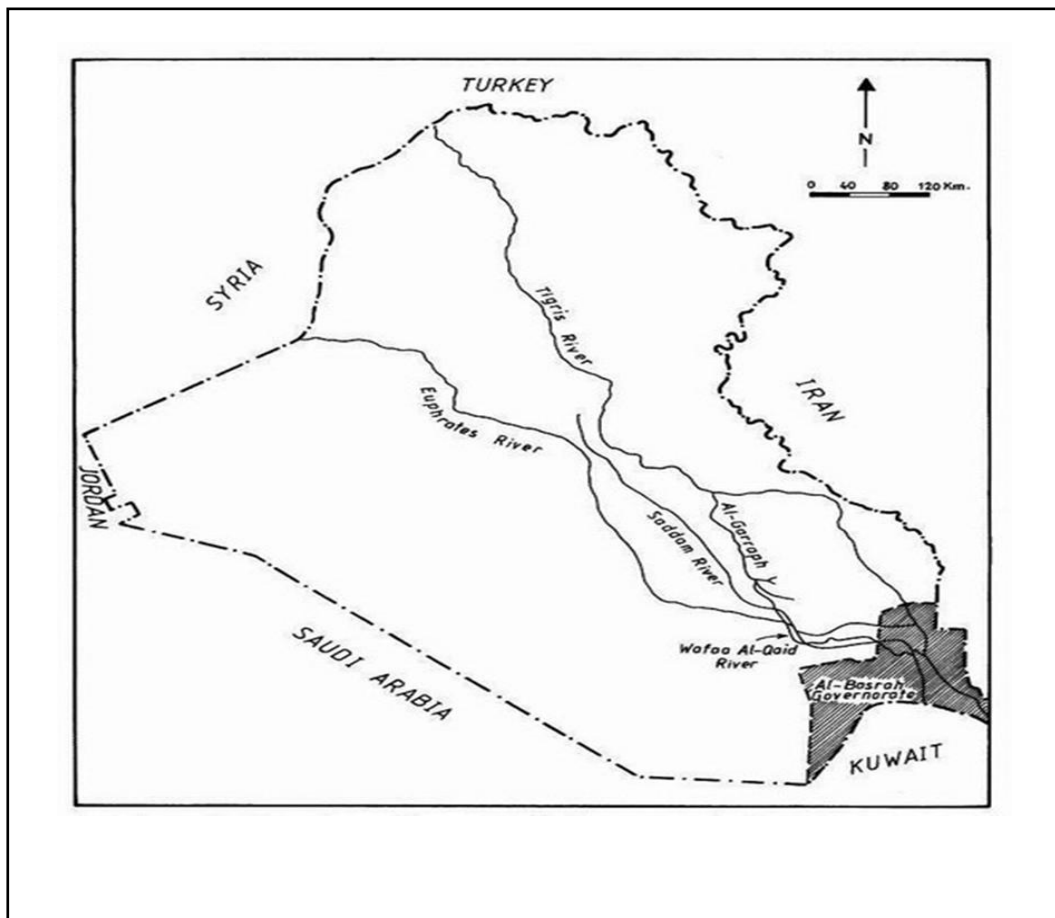 TURKEY
N
0 40 80 120 Km.
SYRIA
Tigris River
IRAN
Euphrates River
JORDAN
Saddam River
Al-Garraph
Wafaa Al-Qaid
River
SAUDI ARABIA
Al-Basrah
Governorate
KUWAIT